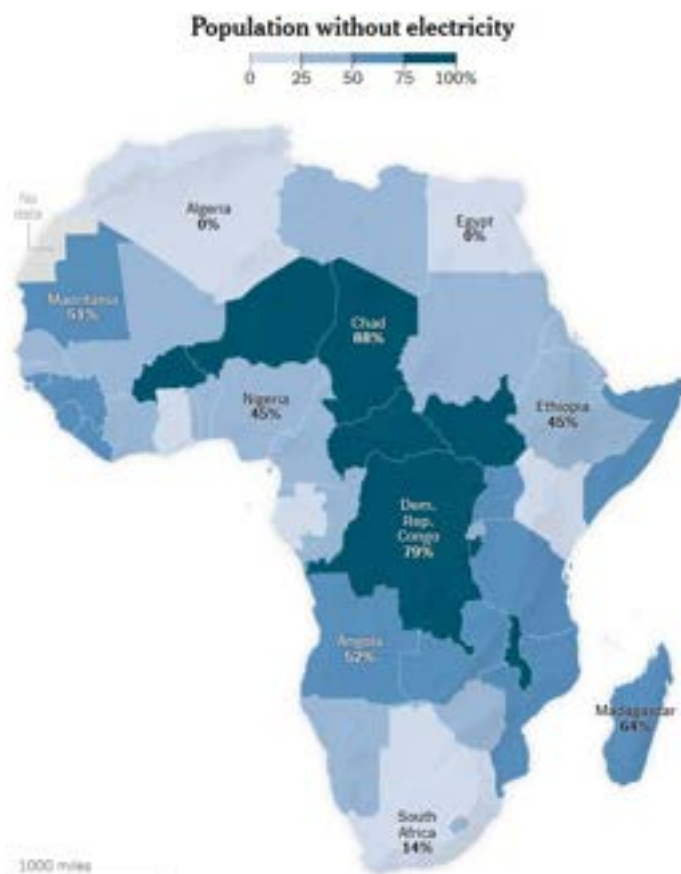 Population without electricity
0 25 50 75 100%
No
data
Algeria
0%
Egypt
0%
Mauritania
51%
Chad
88%
Nigeria
45%
Ethiopia
45%
Dem.
Rep.
Congo
79%
Angola
52%
Madagascar
64%
South
Africa
14%
1000 miles